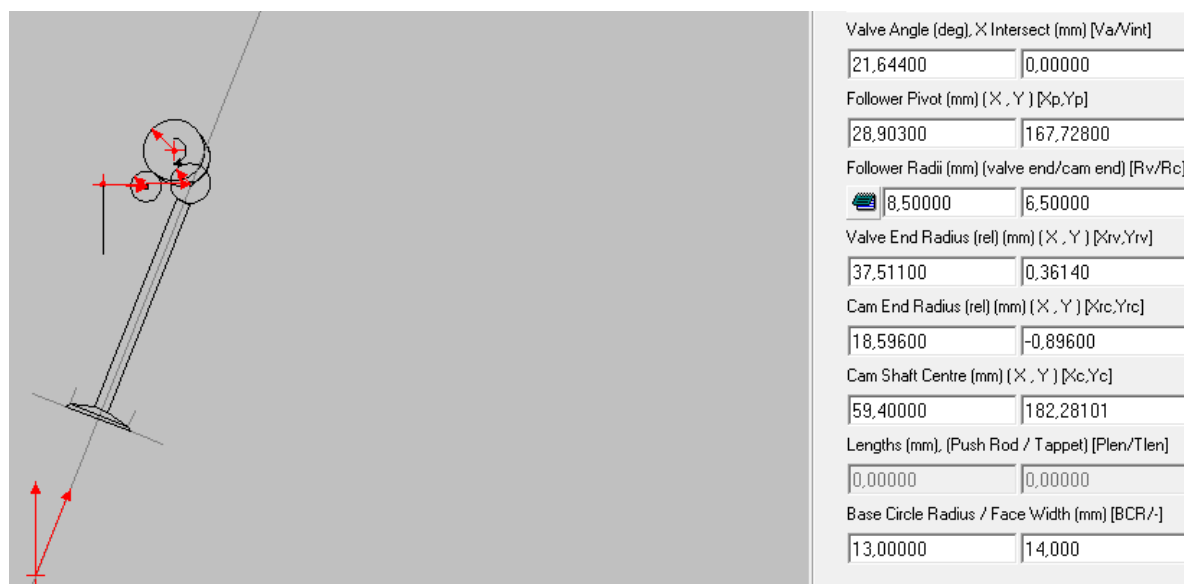 Valve Angle (deg), X Intersect (mm) [Va/Vint]
21,64400 0,00000
Follower Pivot (mm) ( X , Y ) [Xp,Yp]
28,90300 167,72800
Follower Radii (mm) (valve end/cam end) [Rv/Rc]
8,50000 6,50000
Valve End Radius (rel) (mm) ( X , Y ) [Xrv,Yrv]
37,51100 0,36140
Cam End Radius (rel) (mm) ( X , Y ) [Xrc,Yrc]
18,59600 -0,89600
Cam Shaft Centre (mm) ( X , Y ) [Xc,Yc]
59,40000 182,28101
Lengths (mm), (Push Rod / Tappet) [Plen/Tlen]
0,00000 0,00000
Base Circle Radius / Face Width (mm) [BCR/-]
13,00000 14,000